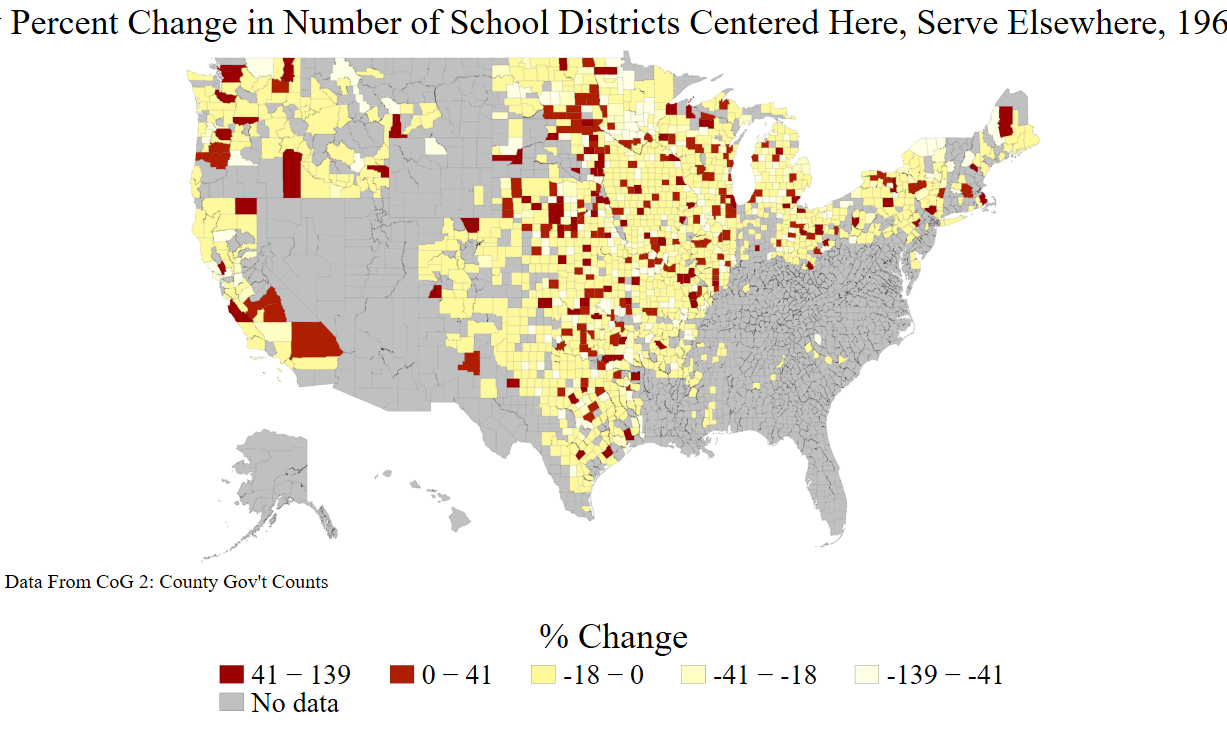 Percent Change in Number of School Districts Centered Here, Serve Elsewhere, 196
Data From CoG 2: County Gov't Counts
% Change
41 − 139 0 − 41 -18 − 0 -41 − -18 -139 − -41
No data